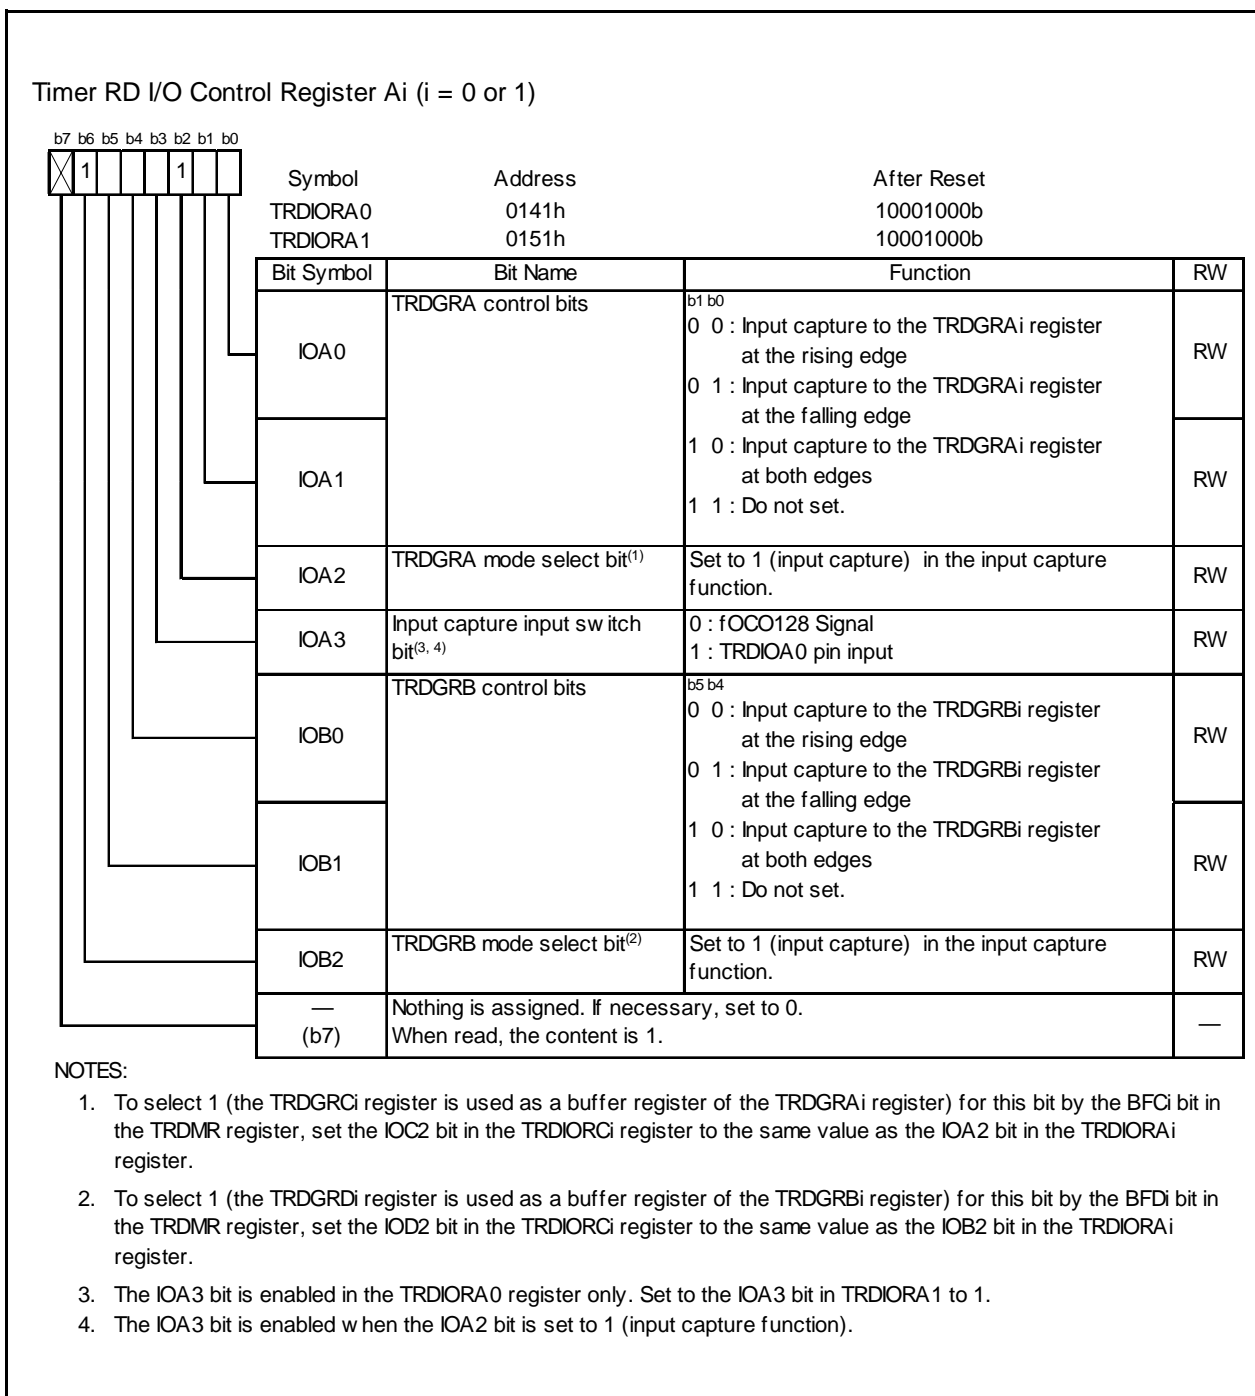 Timer RD I/O Control Register Ai (i = 0 or 1)
b7 b6 b5 b4 b3 b2 b1 b0
1 1
Symbol Address After Reset
TRDIORA0 0141h 10001000b
TRDIORA1 0151h 10001000b
Bit Symbol Bit Name Function RW
IOA0 TRDGRA control bits b1 b0 RW
0 0 : Input capture to the TRDGRAi register
at the rising edge
0 1 : Input capture to the TRDGRAi register
at the falling edge
IOA1 1 0 : Input capture to the TRDGRAi register RW
at both edges
1 1 : Do not set.
IOA2 TRDGRA mode select bit(1) Set to 1 (input capture) in the input capture RW
function.
IOA3 Input capture input switch 0 : fOCO128 Signal RW
bit(3, 4) 1 : TRDIOA0 pin input
IOB0 TRDGRB control bits b5 b4 RW
0 0 : Input capture to the TRDGRBi register
at the rising edge
0 1 : Input capture to the TRDGRBi register
at the falling edge
IOB1 1 0 : Input capture to the TRDGRBi register RW
at both edges
1 1 : Do not set.
IOB2 TRDGRB mode select bit(2) Set to 1 (input capture) in the input capture RW
function.
— Nothing is assigned. If necessary, set to 0. —
(b7) When read, the content is 1.
NOTES:
1. To select 1 (the TRDGRCi register is used as a buffer register of the TRDGRAi register) for this bit by the BFCi bit in
the TRDMR register, set the IOC2 bit in the TRDIORCi register to the same value as the IOA2 bit in the TRDIORAi
register.
2. To select 1 (the TRDGRDi register is used as a buffer register of the TRDGRBi register) for this bit by the BFDi bit in
the TRDMR register, set the IOD2 bit in the TRDIORCi register to the same value as the IOB2 bit in the TRDIORAi
register.
3. The IOA3 bit is enabled in the TRDIORA0 register only. Set to the IOA3 bit in TRDIORA1 to 1.
4. The IOA3 bit is enabled when the IOA2 bit is set to 1 (input capture function).